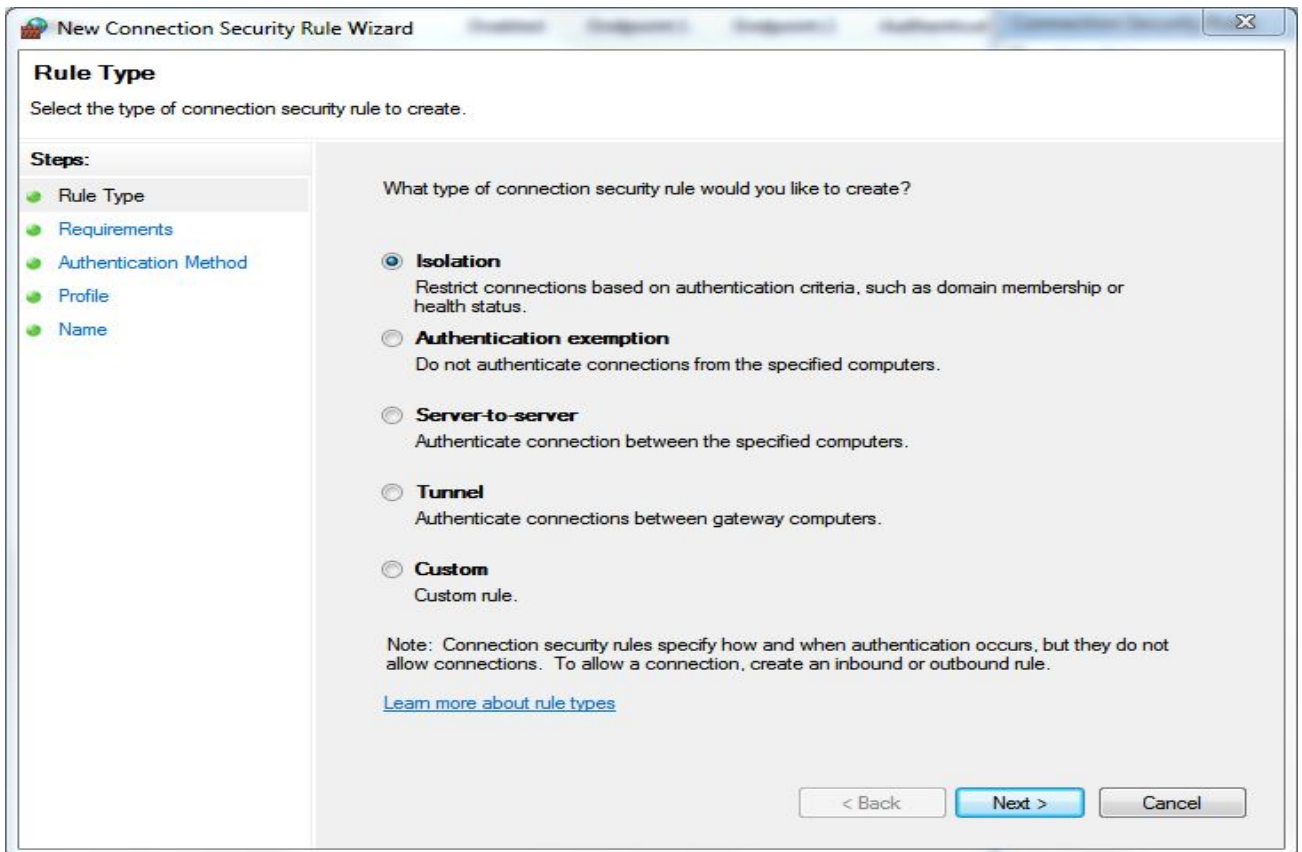 New Connection Security Rule Wizard
Rule Type
Select the type of connection security rule to create.
Steps:
Rule Type
Requirements
Authentication Method
Profile
Name
What type of connection security rule would you like to create?
Isolation
Restrict connections based on authentication criteria, such as domain membership or
health status.
Authentication exemption
Do not authenticate connections from the specified computers.
Server-to-server
Authenticate connection between the specified computers.
Tunnel
Authenticate connections between gateway computers.
Custom
Custom rule.
Note: Connection security rules specify how and when authentication occurs, but they do not
allow connections. To allow a connection, create an inbound or outbound rule.
Learn more about rule types
< Back
Next >
Cancel